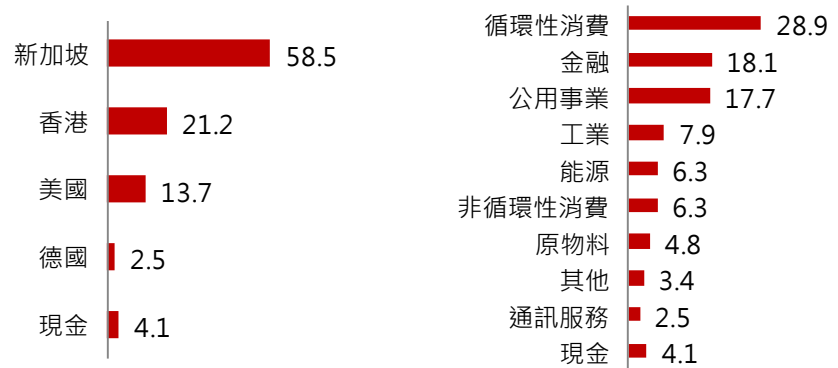 新加坡 58.5
香港 21.2
美國 13.7
德國 2.5
現金 4.1
循環性消費 28.9
金融 18.1
公用事業 17.7
工業 7.9
能源 6.3
非循環性消費 6.3
原物料 4.8
其他 3.4
通訊服務 2.5
現金 4.1